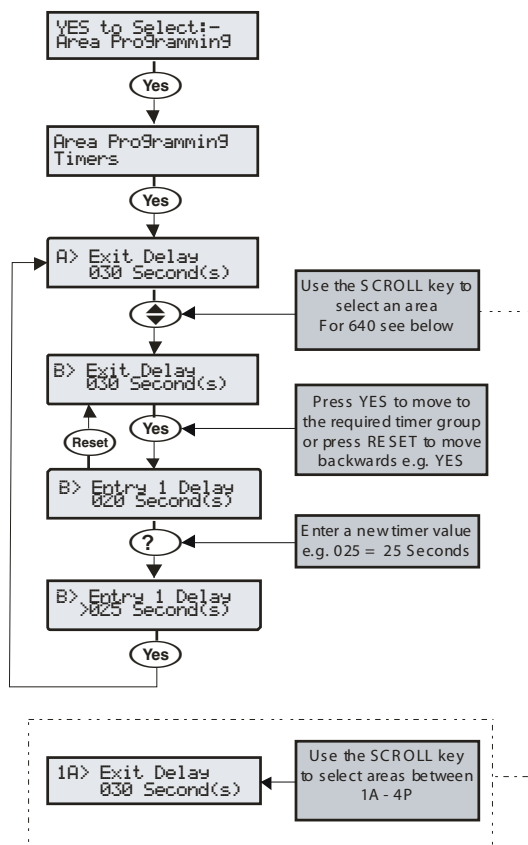 YES to Select:-
Area Programming
Yes
Area Programming
Timers
Yes
A> Exit Delay
030 Second(s)
Use the SCROLL key to
select an area
For 640 see below
B> Exit Delay
030 Second(s)
Press YES to move to
the required timer group
or press RESET to move
backwards e.g. YES
Reset
Yes
B> Entry 1 Delay
020 Second(s)
?
Enter a new timer value
e.g. 025 = 25 Seconds
B> Entry 1 Delay
>025 Second(s)
Yes
1A> Exit Delay
030 Second(s)
Use the SCROLL key
to select areas between
1A - 4P